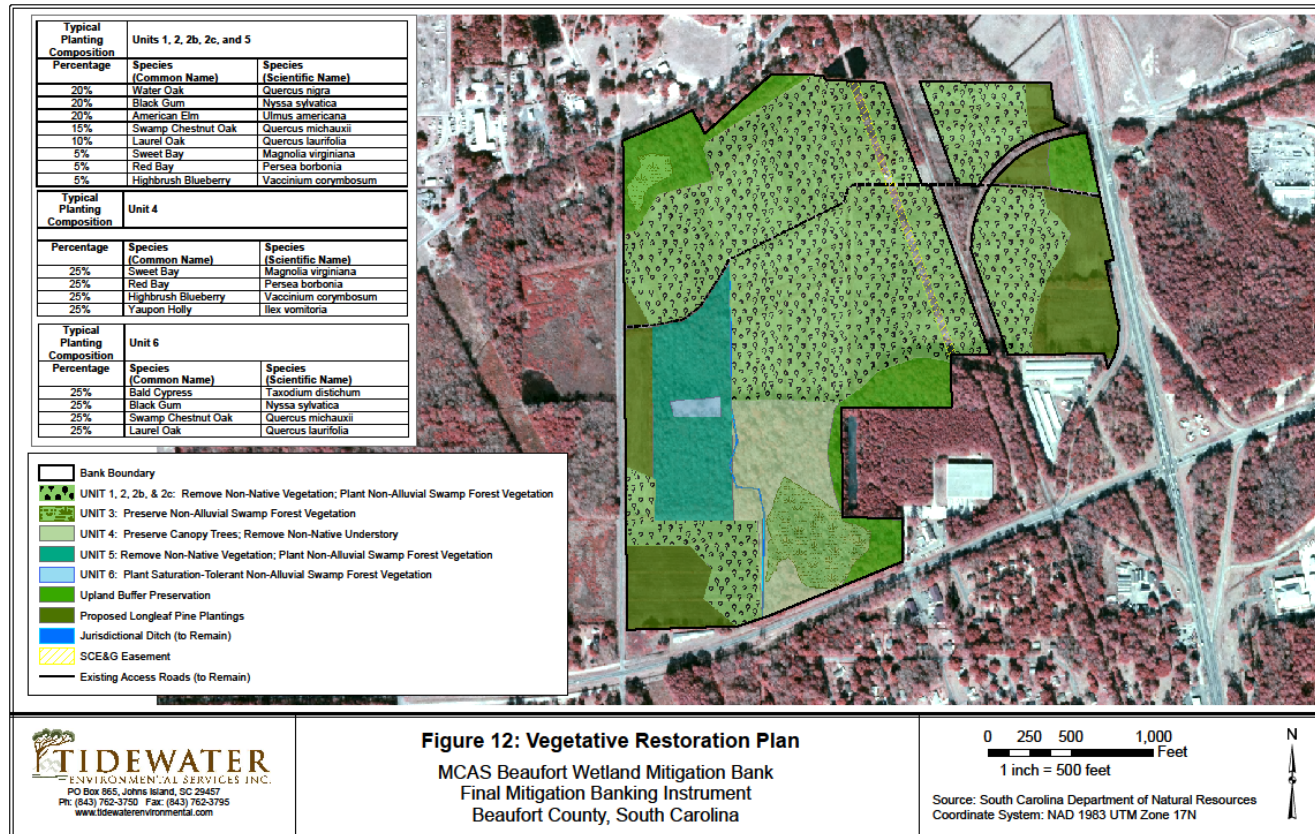 Typical Planting Composition Units 1, 2, 2b, 2c, and 5
Percentage Species (Common Name) Species (Scientific Name)
20% Water Oak Quercus nigra
20% Black Gum Nyssa sylvatica
20% American Elm Ulmus americana
15% Swamp Chestnut Oak Quercus michauxii
10% Laurel Oak Quercus laurifolia
5% Sweet Bay Magnolia virginiana
5% Red Bay Persea borbonia
5% Highbrush Blueberry Vaccinium corymbosum
Typical Planting Composition Unit 4
Percentage Species (Common Name) Species (Scientific Name)
25% Sweet Bay Magnolia virginiana
25% Red Bay Persea borbonia
25% Highbrush Blueberry Vaccinium corymbosum
25% Yaupon Holly Ilex vomitoria
Typical Planting Composition Unit 6
Percentage Species (Common Name) Species (Scientific Name)
25% Bald Cypress Taxodium distichum
25% Black Gum Nyssa sylvatica
25% Swamp Chestnut Oak Quercus michauxii
25% Laurel Oak Quercus laurifolia
Bank Boundary
UNIT 1, 2, 2b, & 2c: Remove Non-Native Vegetation; Plant Non-Alluvial Swamp Forest Vegetation
UNIT 3: Preserve Non-Alluvial Swamp Forest Vegetation
UNIT 4: Preserve Canopy Trees; Remove Non-Native Understory
UNIT 5: Remove Non-Native Vegetation; Plant Non-Alluvial Swamp Forest Vegetation
UNIT 6: Plant Saturation-Tolerant Non-Alluvial Swamp Forest Vegetation
Upland Buffer Preservation
Proposed Longleaf Pine Plantings
Jurisdictional Ditch (to Remain)
SCE&G Easement
Existing Access Roads (to Remain)
TIDEWATER
ENVIRONMENTAL SERVICES INC.
PO Box 865, Johns Island, SC 29457
Ph: (843) 762-3750 Fax: (843) 762-3795
www.tidewaterenvironmental.com
Figure 12: Vegetative Restoration Plan
MCAS Beaufort Wetland Mitigation Bank
Final Mitigation Banking Instrument
Beaufort County, South Carolina
0 250 500 1,000
Feet
1 inch = 500 feet
Source: South Carolina Department of Natural Resources
Coordinate System: NAD 1983 UTM Zone 17N
N